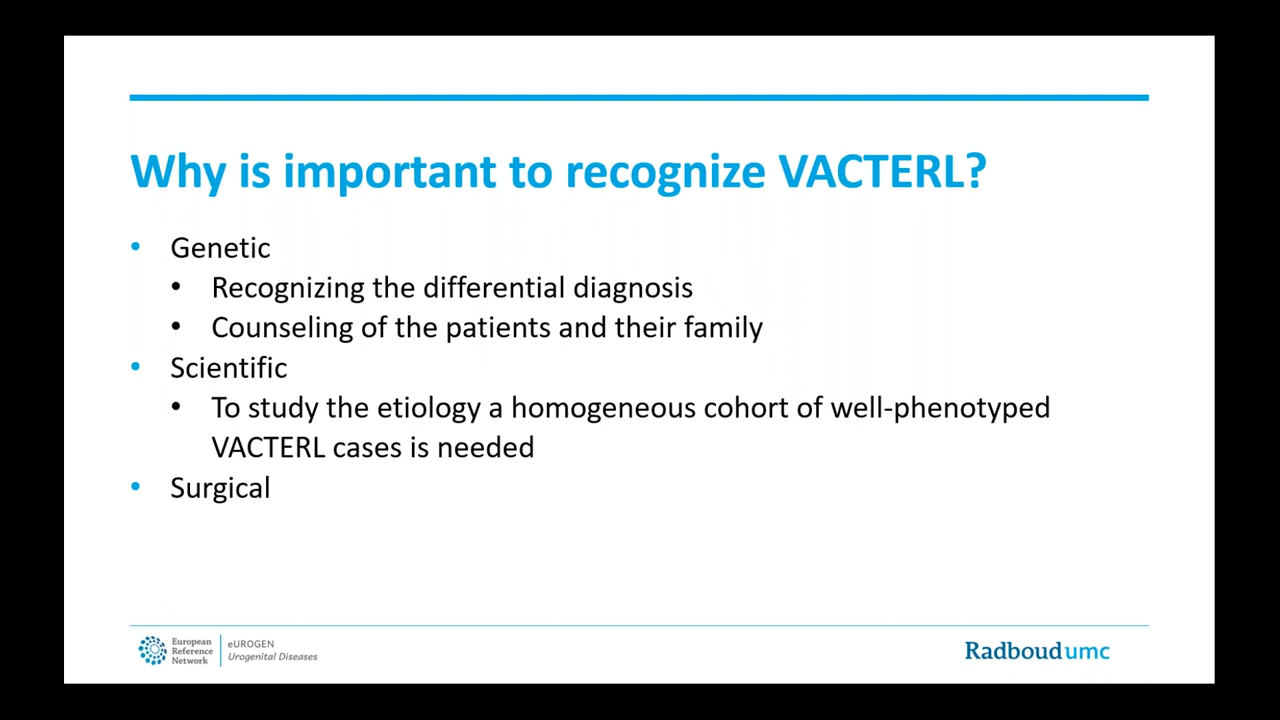 Why is important to recognize VACTERL?
• Genetic
• Recognizing the differential diagnosis
• Counseling of the patients and their family
• Scientific
• To study the etiology a homogeneous cohort of well-phenotyped
VACTERL cases is needed
• Surgical
European
Reference
Network
eUROGEN
Urogenital Diseases
Radboudumc